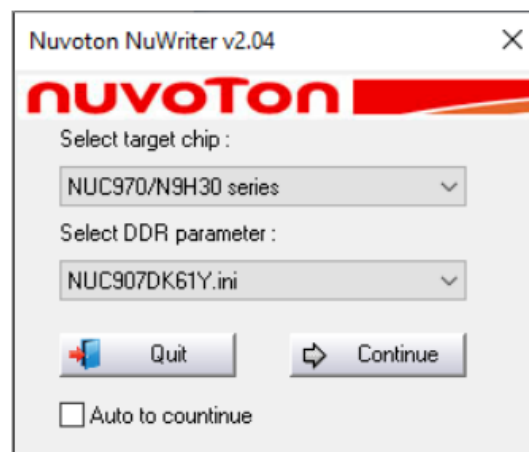 Nuvoton NuWriter v2.04
nuvoTon
Select target chip :
NUC970/N9H30 series
Select DDR parameter :
NUC907DK61Y.ini
Quit
Continue
Auto to countinue